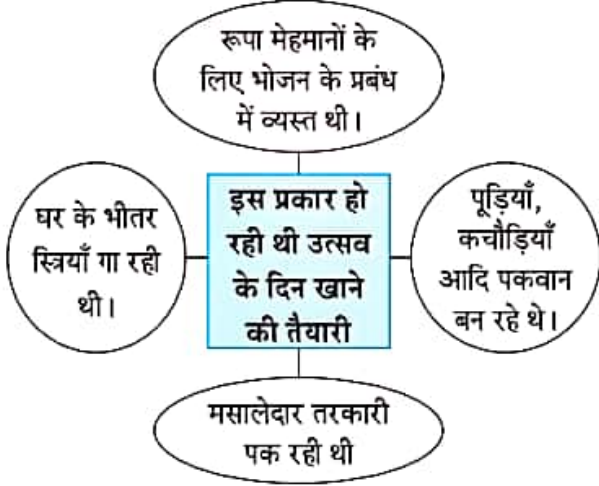 रूपा मेहमानों के
लिए भोजन के प्रबंध
में व्यस्त थी।
घर के भीतर
स्त्रियाँ गा रही
थी।
इस प्रकार हो
रही थी उत्सव
के दिन खाने
की तैयारी
पूड़ियाँ,
कचौड़ियाँ
आदि पकवान
बन रहे थे।
मसालेदार तरकारी
पक रही थी